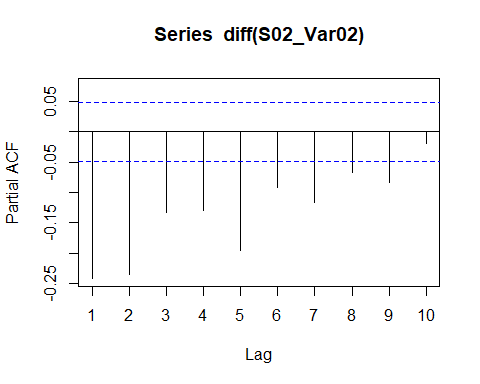 Series diff(S02_Var02)
Partial ACF
0.05
-0.05
-0.15
-0.25
1 2 3 4 5 6 7 8 9 10
Lag